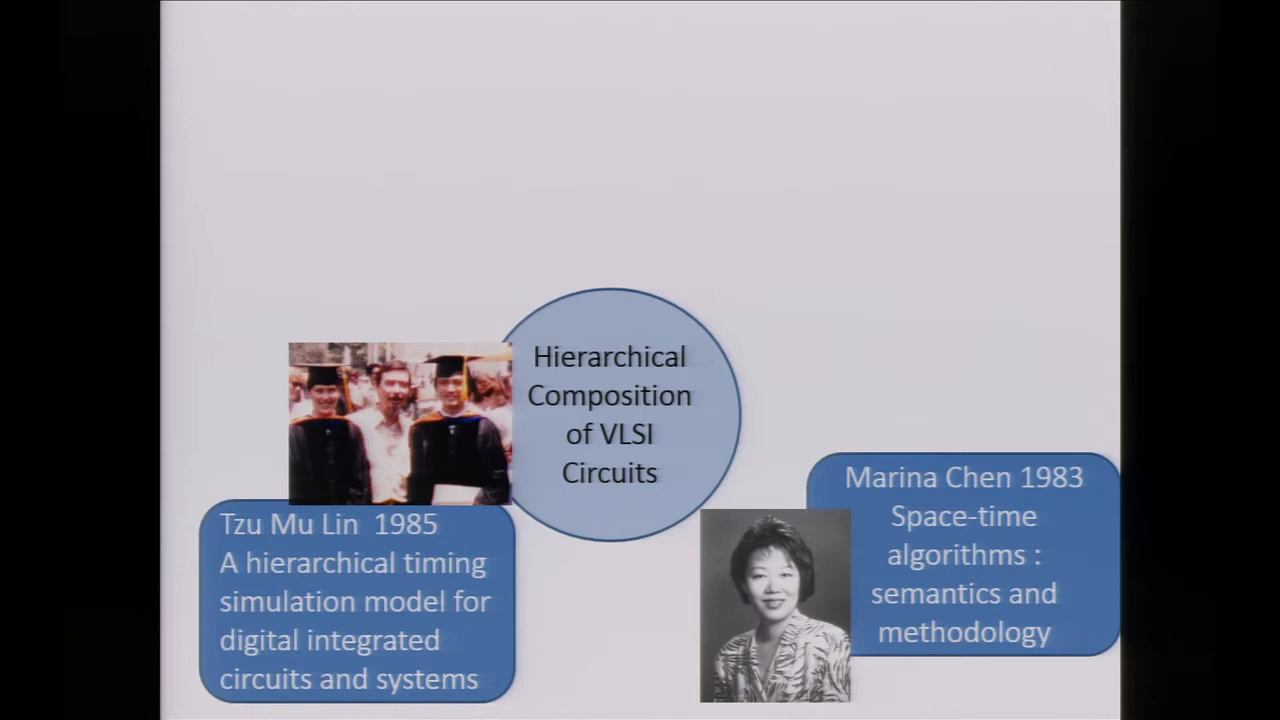 Hierarchical
Composition
of VLSI
Circuits
Tzu Mu Lin 1985
A hierarchical timing
simulation model for
digital integrated
circuits and systems
Marina Chen 1983
Space-time
algorithms :
semantics and
methodology